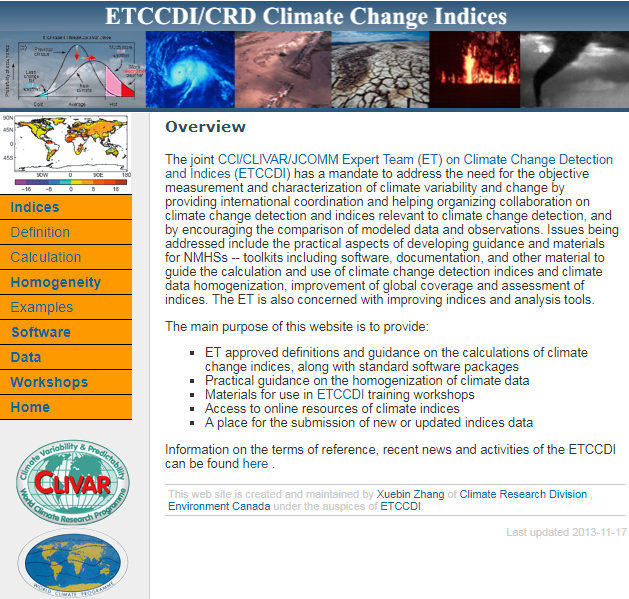 ETCCDI/CRD Climate Change Indices
Previous climate
Less change for
New climate
Cold
Average
Hot
90N
45N
0
45S
90W
0
90E
180
-16
-8
0
8
16
Indices
Definition
Calculation
Homogeneity
Examples
Software
Data
Workshops
Home
CLIMATE VARIABILITY & PREDICTABILITY
CLIVAR
World Climate Research Programme
WORLD CLIMATE PROGRAMME
Overview
The joint CCI/CLIVAR/JCOMM Expert Team (ET) on Climate Change Detection
and Indices (ETCCDI) has a mandate to address the need for the objective
measurement and characterization of climate variability and change by
providing international coordination and helping organizing collaboration on
climate change detection and indices relevant to climate change detection, and
by encouraging the comparison of modeled data and observations. Issues being
addressed include the practical aspects of developing guidance and materials
for NMHSs -- toolkits including software, documentation, and other material to
guide the calculation and use of climate change detection indices and climate
data homogenization, improvement of global coverage and assessment of
indices. The ET is also concerned with improving indices and analysis tools.
The main purpose of this website is to provide:
ET approved definitions and guidance on the calculations of climate
change indices, along with standard software packages
Practical guidance on the homogenization of climate data
Materials for use in ETCCDI training workshops
Access to online resources of climate indices
A place for the submission of new or updated indices data
Information on the terms of reference, recent news and activities of the ETCCDI
can be found here .
This web site is created and maintained by Xuebin Zhang of Climate Research Division ,
Environment Canada under the auspices of ETCCDI.
Last updated 2013-11-17